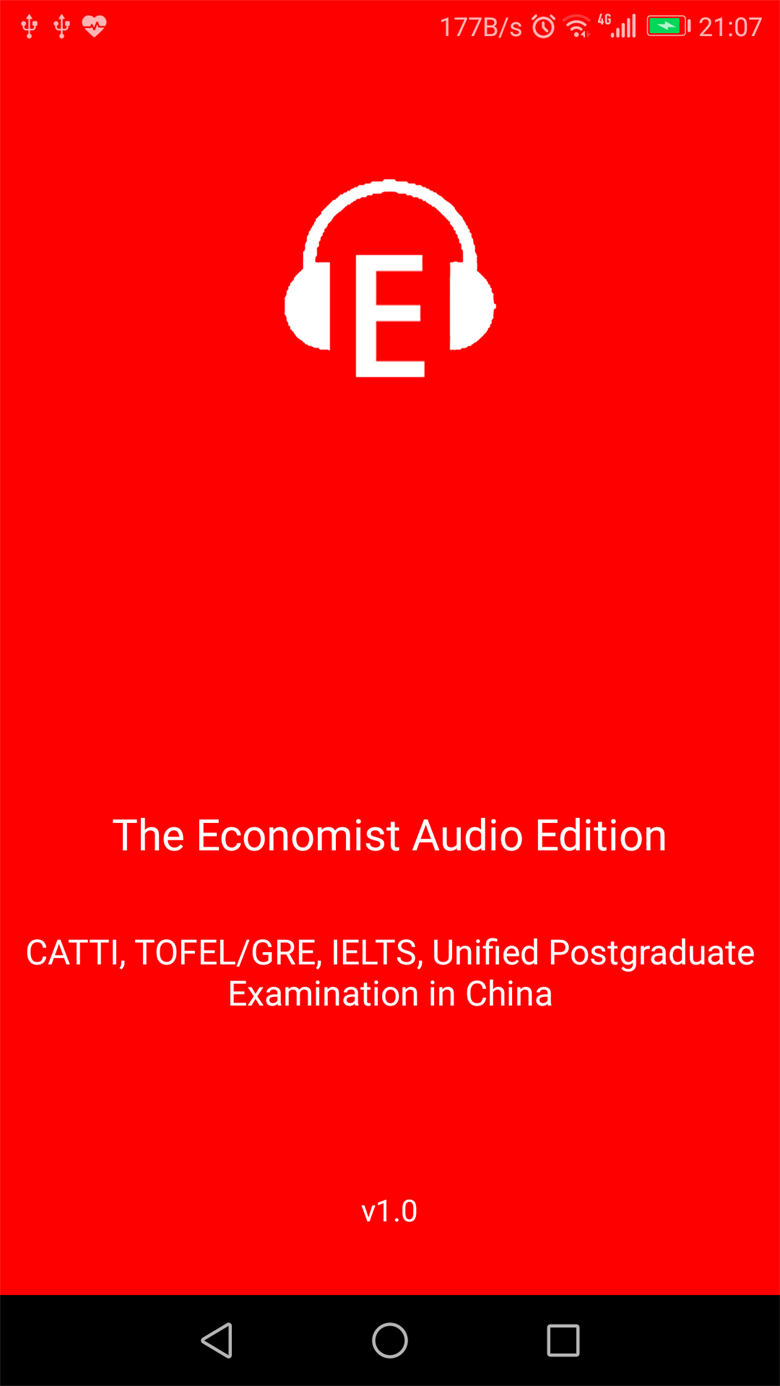 177B/s 4G 21:07
E
The Economist Audio Edition
CATTI, TOFEL/GRE, IELTS, Unified Postgraduate
Examination in China
v1.0